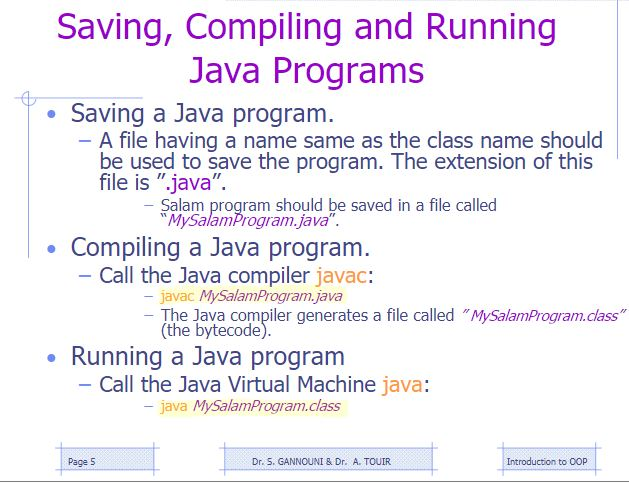 Saving, Compiling and Running
Java Programs
• Saving a Java program.
– A file having a name same as the class name should
be used to save the program. The extension of this
file is ”.java”.
– Salam program should be saved in a file called
“MySalamProgram.java”.
• Compiling a Java program.
– Call the Java compiler javac:
– javac MySalamProgram.java
– The Java compiler generates a file called ” MySalamProgram.class”
(the bytecode).
• Running a Java program
– Call the Java Virtual Machine java:
– java MySalamProgram.class
Page 5 Dr. S. GANNOUNI & Dr. A. TOUIR Introduction to OOP